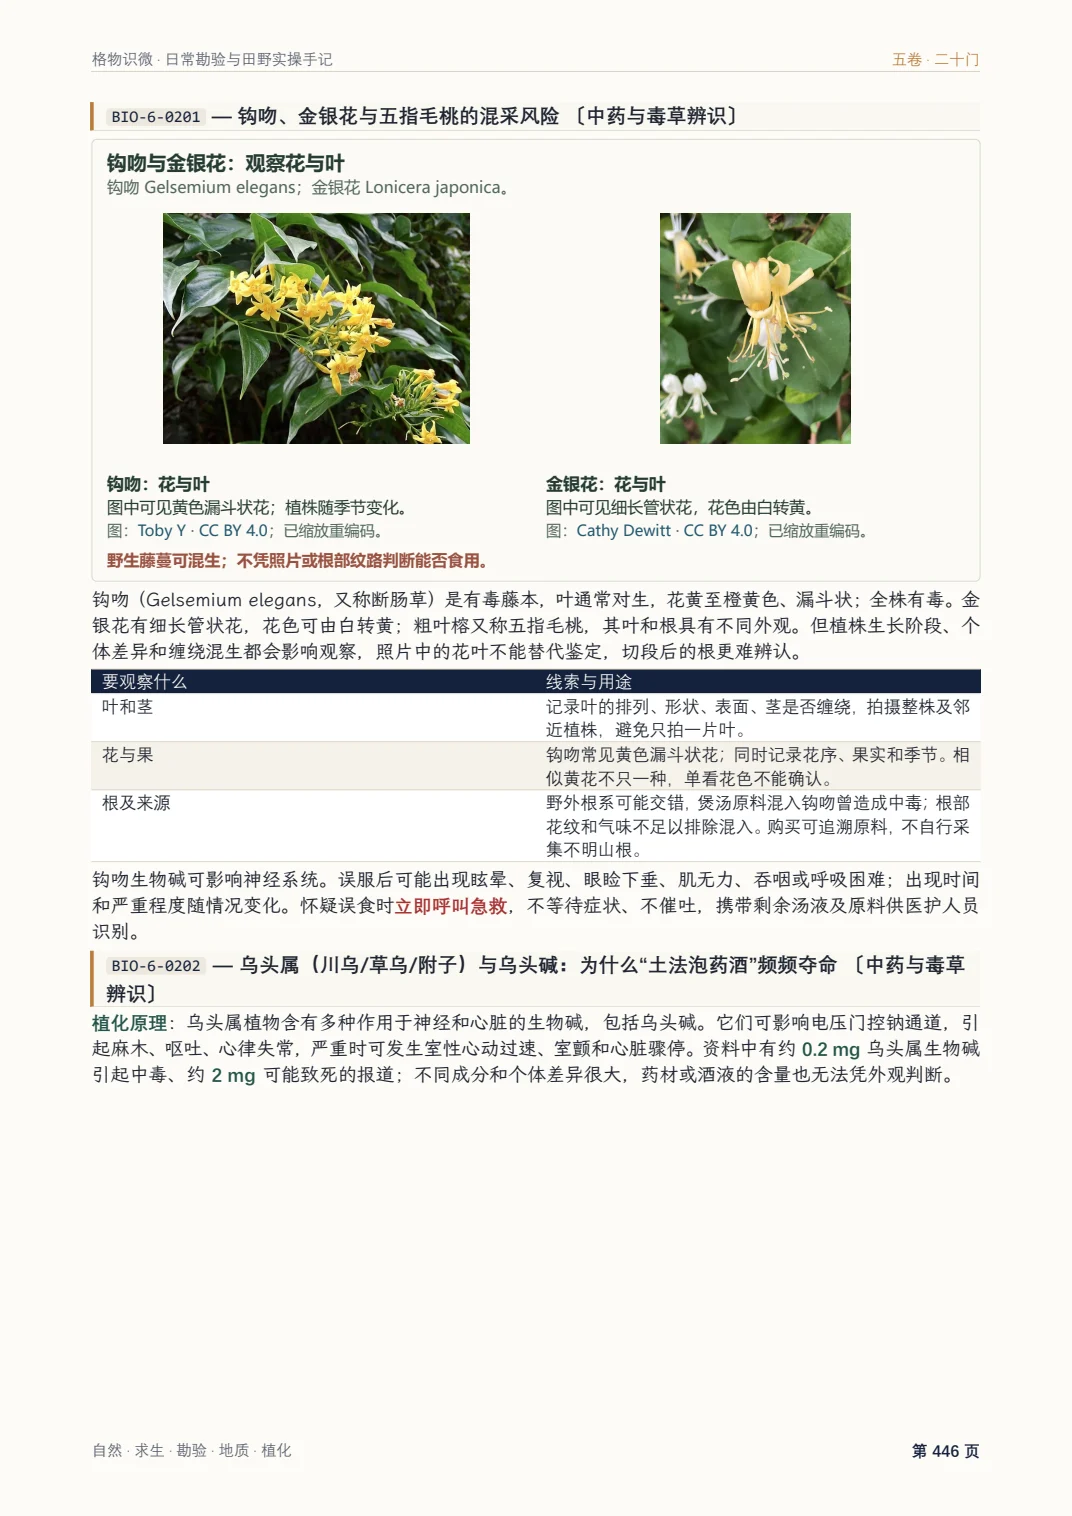 格物识微 · 日常勘验与田野实操手记
五卷 · 二十门
BIO-6-0201 — 钩吻、金银花与五指毛桃的混采风险 〔中药与毒草辨识〕
钩吻与金银花：观察花与叶
钩吻 Gelsemium elegans；金银花 Lonicera japonica。
钩吻：花与叶
图中可见黄色漏斗状花；植株随季节变化。
图：Toby Y · CC BY 4.0；已缩放重编码。
金银花：花与叶
图中可见细长管状花，花色由白转黄。
图：Cathy Dewitt · CC BY 4.0；已缩放重编码。
野生藤蔓可混生；不凭照片或根部纹路判断能否食用。
钩吻（Gelsemium elegans，又称断肠草）是有毒藤本，叶通常对生，花黄至橙黄色、漏斗状；全株有毒。金
银花有细长管状花，花色可由白转黄；粗叶榕又称五指毛桃，其叶和根具有不同外观。但植株生长阶段、个
体差异和缠绕混生都会影响观察，照片中的花叶不能替代鉴定，切段后的根更难辨认。
要观察什么
线索与用途
叶和茎
记录叶的排列、形状、表面、茎是否缠绕，拍摄整株及邻
近植株，避免只拍一片叶。
花与果
钩吻常见黄色漏斗状花；同时记录花序、果实和季节。相
似黄花不只一种，单看花色不能确认。
根及来源
野外根系可能交错，煲汤原料混入钩吻曾造成中毒；根部
花纹和气味不足以排除混入。购买可追溯原料，不自行采
集不明山根。
钩吻生物碱可影响神经系统。误服后可能出现眩晕、复视、眼睑下垂、肌无力、吞咽或呼吸困难；出现时间
和严重程度随情况变化。怀疑误食时立即呼叫急救，不等待症状、不催吐，携带剩余汤液及原料供医护人员
识别。
BIO-6-0202 — 乌头属（川乌/草乌/附子）与乌头碱：为什么“土法泡药酒”频频夺命 〔中药与毒草
辨识〕
植化原理：乌头属植物含有多种作用于神经和心脏的生物碱，包括乌头碱。它们可影响电压门控钠通道，引
起麻木、呕吐、心律失常，严重时可发生室性心动过速、室颤和心脏骤停。资料中有约 0.2 mg 乌头属生物碱
引起中毒、约 2 mg 可能致死的报道；不同成分和个体差异很大，药材或酒液的含量也无法凭外观判断。
自然 · 求生 · 勘验 · 地质 · 植化
第 446 页